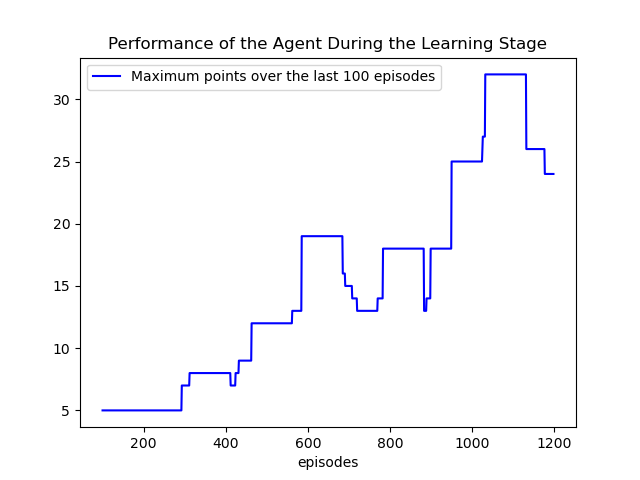 Performance of the Agent During the Learning Stage
Maximum points over the last 100 episodes
30
25
20
15
10
5
200 400 600 800 1000 1200
episodes